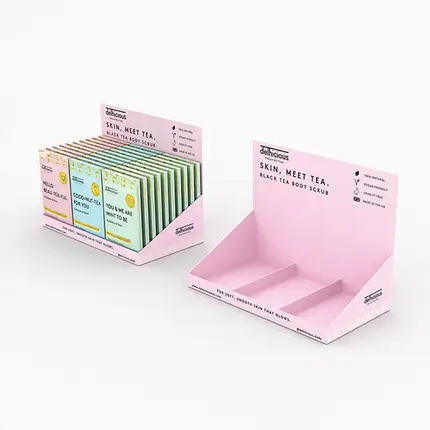 delhicious
SKIN, MEET TEA.
BLACK TEA BODY SCRUB
HELLO
BEAU-TEA-FUL
COCO-NUT-TEA
FOR YOU
YOU & ME ARE
MINT TO BE
delhicious
delhicious
SKIN, MEET TEA.
BLACK TEA BODY SCRUB
100% NATURAL
VEGAN FRIENDLY
CRUELTY FREE
MADE IN THE UK
delhicious
FOR SOFT, SMOOTH SKIN THAT GLOWS.